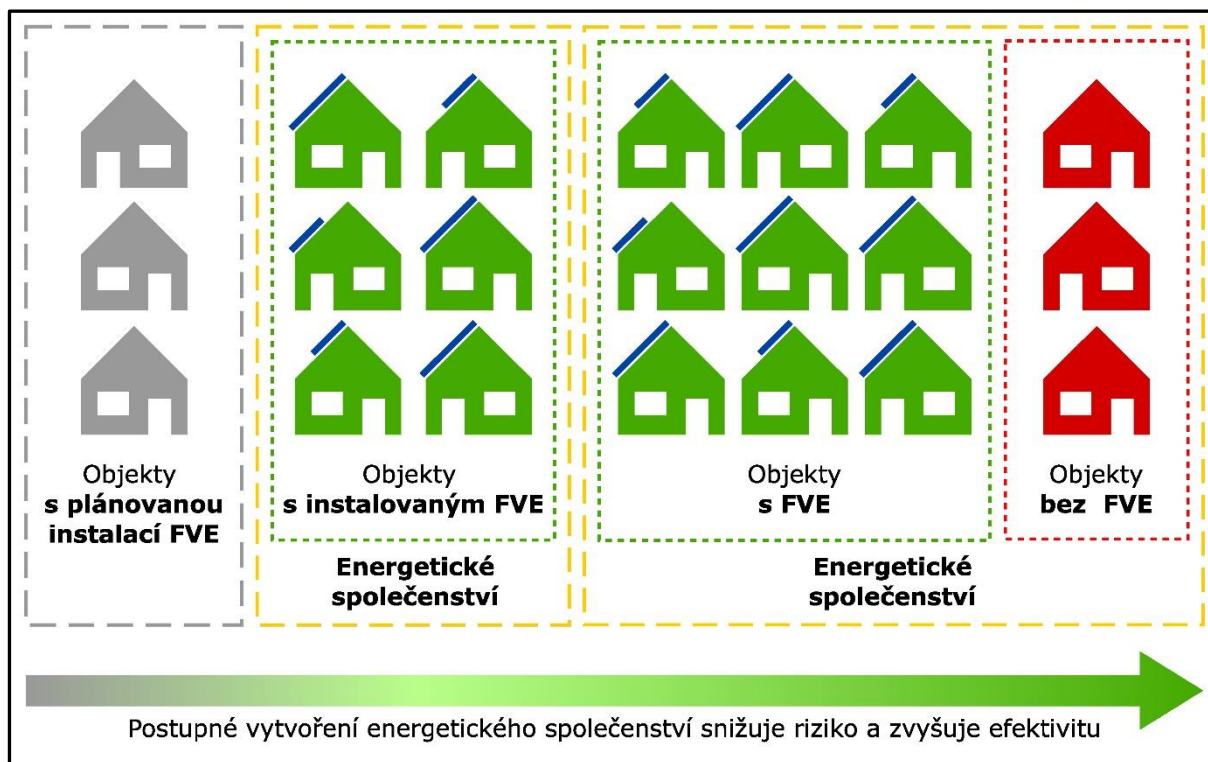 Objekty
s plánovanou
instalací FVE
Objekty
s instalovaným FVE
Energetické
společenství
Objekty
s FVE
Objekty
bez FVE
Energetické
společenství
Postupné vytvoření energetického společenství snižuje riziko a zvyšuje efektivitu